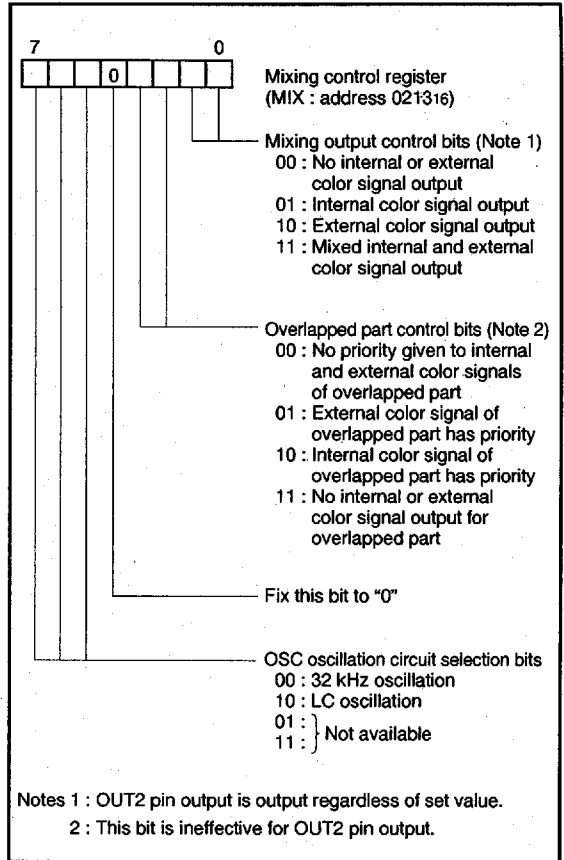 7 0
0
Mixing control register
(MIX : address 021316)
Mixing output control bits (Note 1)
00 : No internal or external
color signal output
01 : Internal color signal output
10 : External color signal output
11 : Mixed internal and external
color signal output
Overlapped part control bits (Note 2)
00 : No priority given to internal
and external color signals
of overlapped part
01 : External color signal of
overlapped part has priority
10 : Internal color signal of
overlapped part has priority
11 : No internal or external
color signal output for
overlapped part
Fix this bit to “0”
OSC oscillation circuit selection bits
00 : 32 kHz oscillation
10 : LC oscillation
01 :
11 : } Not available
Notes 1 : OUT2 pin output is output regardless of set value.
2 : This bit is ineffective for OUT2 pin output.